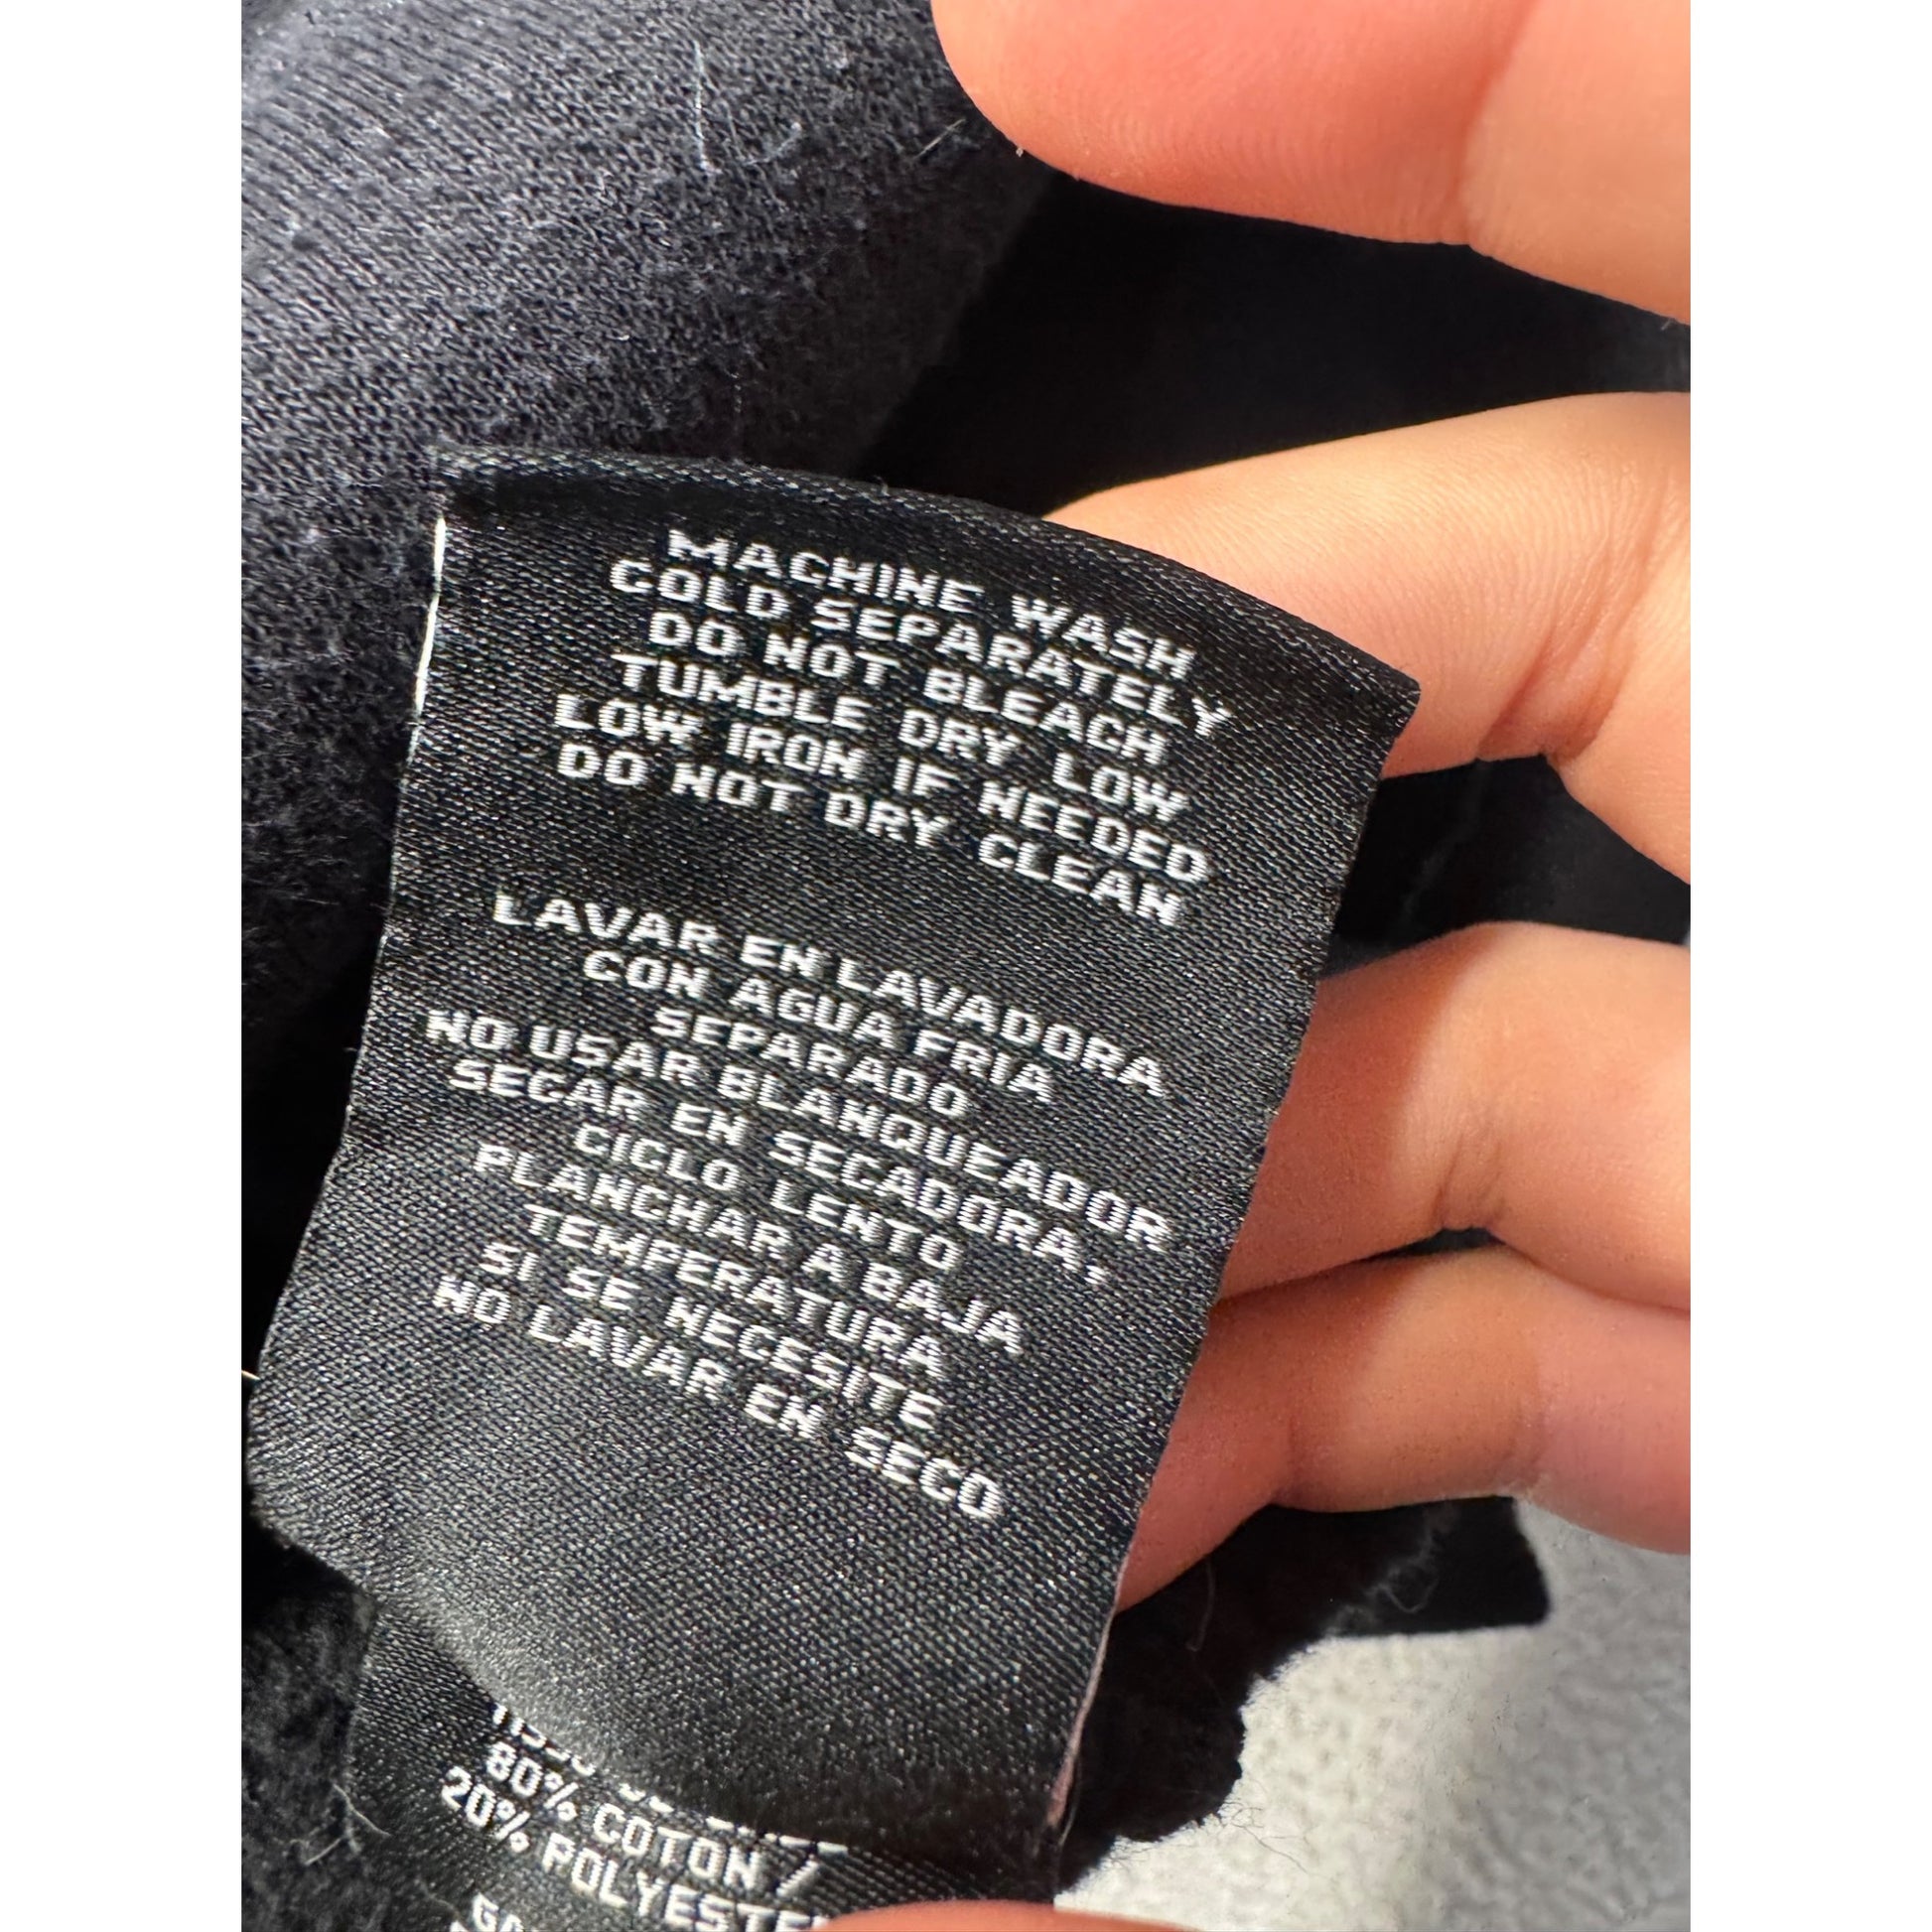 MACHINE WASH
COLD SEPARATELY
DO NOT BLEACH
TUMBLE DRY LOW
LOW IRON IF NEEDED
DO NOT DRY CLEAN
LAVAR EN LAVADORA
CON AGUA FRIA
SEPARADO
NO USAR BLANQUEADOR
SECAR EN SECADORA,
CICLO LENTO
PLANCHAR A BAJA
TEMPERATURA
SI SE NECESITE
NO LAVAR EN SECO
80% COTON /
20% POLYESTE